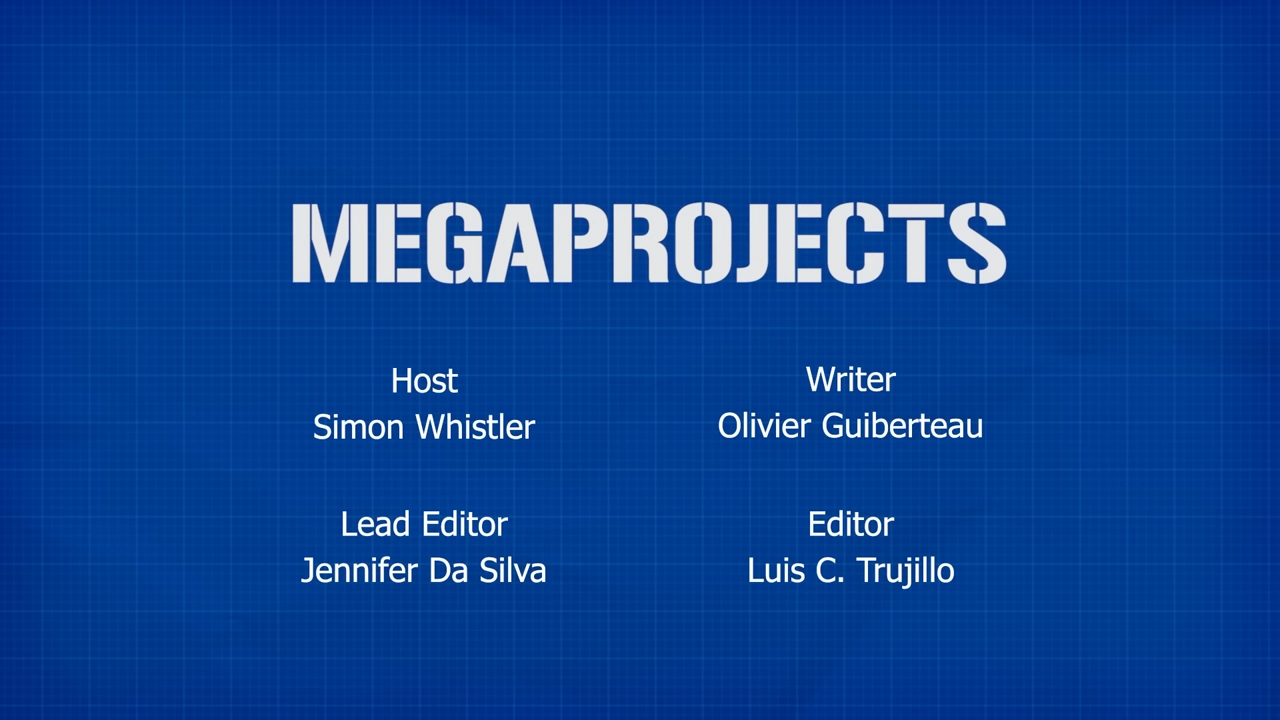 MEGAPROJECTS
Host
Simon Whistler
Writer
Olivier Guiberteau
Lead Editor
Jennifer Da Silva
Editor
Luis C. Trujillo